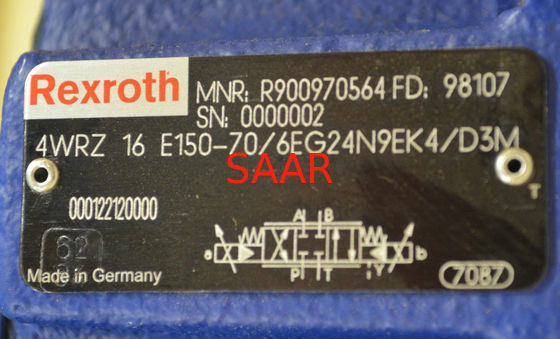 Rexroth
MNR: R900970564 FD: 98107
SN: 0000002
4WRZ 16 E150-70/6EG24N9EK4/D3M
SAAR
T
000122120000
A B
a b
P T Y
62
Made in Germany
7087